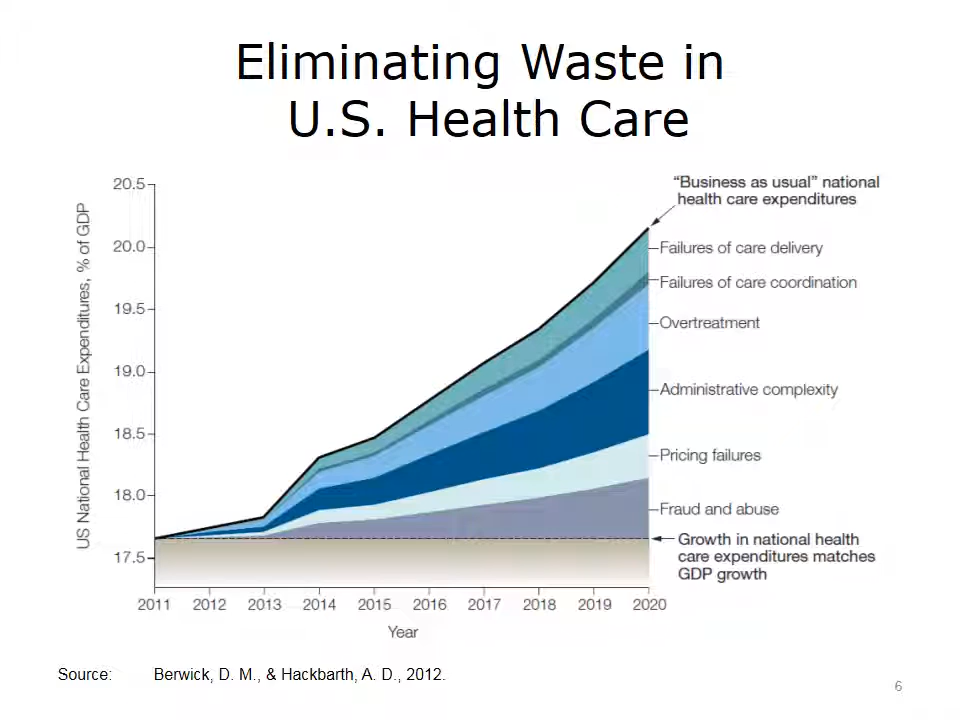 Eliminating Waste in
U.S. Health Care
US National Health Care Expenditures, % of GDP
20.5
20.0
19.5
19.0
18.5
18.0
17.5
“Business as usual” national
health care expenditures
Failures of care delivery
Failures of care coordination
Overtreatment
Administrative complexity
Pricing failures
Fraud and abuse
Growth in national health
care expenditures matches
GDP growth
2011 2012 2013 2014 2015 2016 2017 2018 2019 2020
Year
Source: Berwick, D. M., & Hackbarth, A. D., 2012.
6